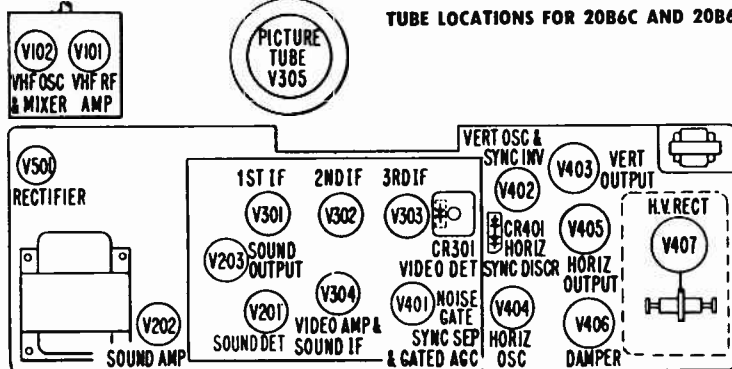 TUBE LOCATIONS FOR 20B6C AND 20B6
V102
V101
VHF OSC & MIXER
VHF RF AMP
PICTURE TUBE V305
V500
RECTIFIER
1ST IF
V301
2ND IF
V302
3RD IF
V303
CR301
VIDEO DET
VERT OSC & SYNC INV
V402
V403
VERT OUTPUT
CR401
HORIZ SYNC DISCR
V405
HORIZ OUTPUT
H.V. RECT
V407
V203
SOUND OUTPUT
V202
SOUND AMP
V201
SOUND DET
V304
VIDEO AMP & SOUND IF
V401
NOISE GATE
SYNC SEP & GATED AGC
V404
HORIZ OSC
V406
DAMPER